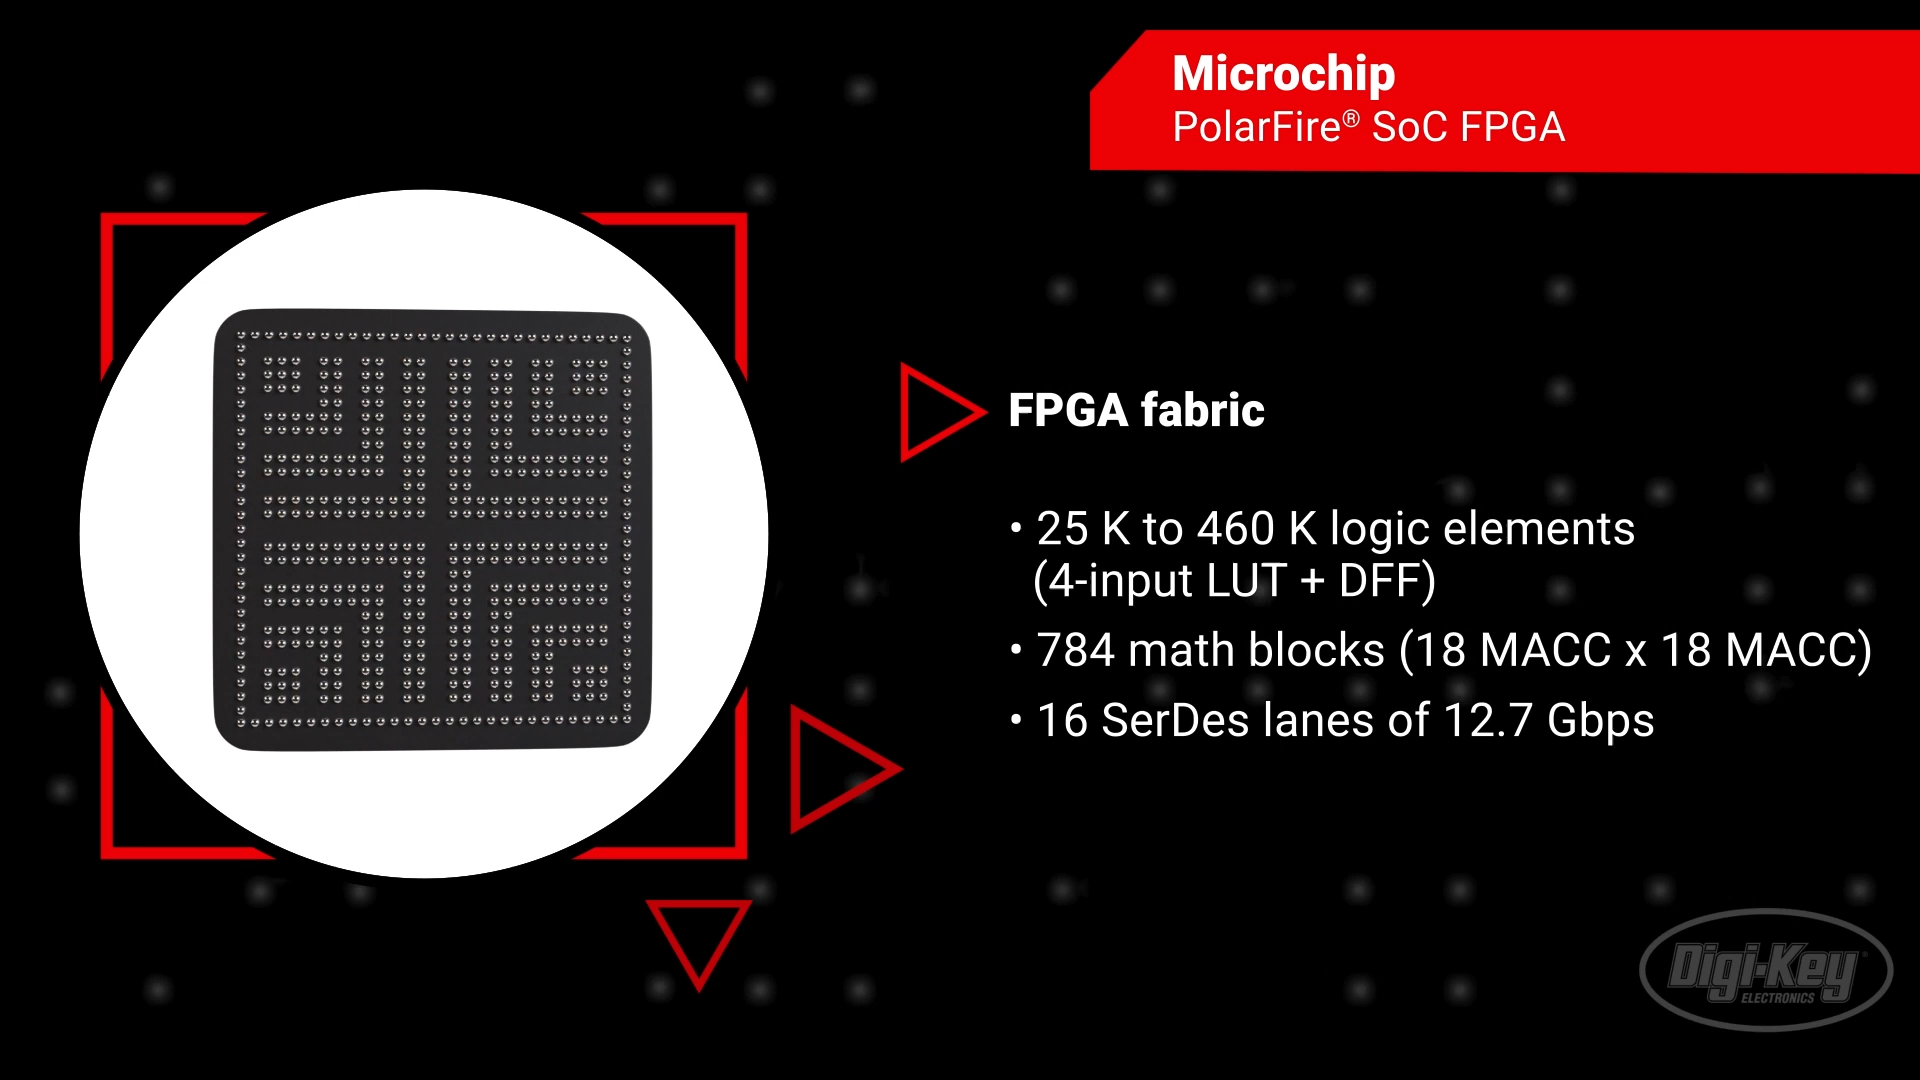 Microchip
PolarFire® SoC FPGA
FPGA fabric
• 25 K to 460 K logic elements
(4-input LUT + DFF)
• 784 math blocks (18 MACC x 18 MACC)
• 16 SerDes lanes of 12.7 Gbps
Digi-Key
ELECTRONICS